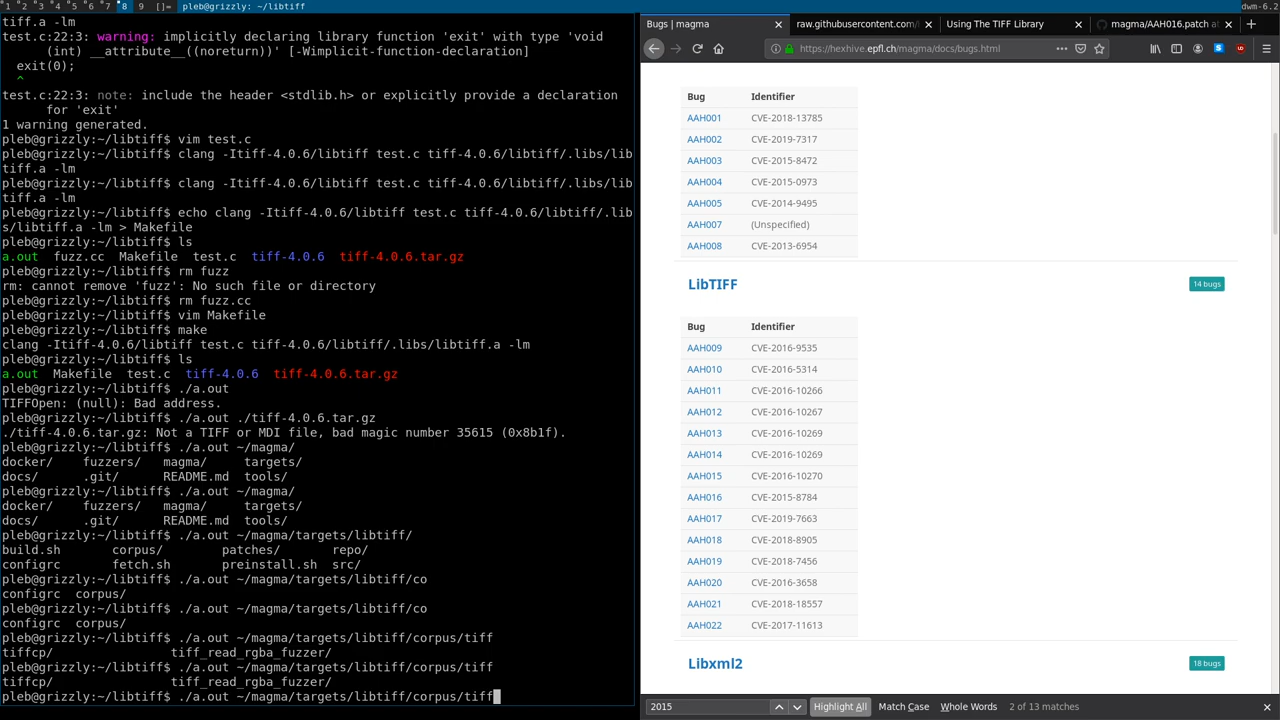 1 2 3 4 5 6 7 8 9 []= pleb@grizzly: ~/libtiff dwm-6.2
tiff.a -lm
test.c:22:3: warning: implicitly declaring library function 'exit' with type 'void
(int) __attribute__((noreturn))' [-Wimplicit-function-declaration]
exit(0);
^
test.c:22:3: note: include the header <stdlib.h> or explicitly provide a declaration
for 'exit'
1 warning generated.
pleb@grizzly:~/libtiff$ vim test.c
pleb@grizzly:~/libtiff$ clang -Itiff-4.0.6/libtiff test.c tiff-4.0.6/libtiff/.libs/lib
tiff.a -lm
pleb@grizzly:~/libtiff$ clang -Itiff-4.0.6/libtiff test.c tiff-4.0.6/libtiff/.libs/lib
tiff.a -lm
pleb@grizzly:~/libtiff$ echo clang -Itiff-4.0.6/libtiff test.c tiff-4.0.6/libtiff/.lib
s/libtiff.a -lm > Makefile
pleb@grizzly:~/libtiff$ ls
a.out fuzz.cc Makefile test.c tiff-4.0.6 tiff-4.0.6.tar.gz
pleb@grizzly:~/libtiff$ rm fuzz
rm: cannot remove 'fuzz': No such file or directory
pleb@grizzly:~/libtiff$ rm fuzz.cc
pleb@grizzly:~/libtiff$ vim Makefile
pleb@grizzly:~/libtiff$ make
clang -Itiff-4.0.6/libtiff test.c tiff-4.0.6/libtiff/.libs/libtiff.a -lm
pleb@grizzly:~/libtiff$ ls
a.out Makefile test.c tiff-4.0.6 tiff-4.0.6.tar.gz
pleb@grizzly:~/libtiff$ ./a.out
TIFFOpen: (null): Bad address.
pleb@grizzly:~/libtiff$ ./a.out ./tiff-4.0.6.tar.gz
./tiff-4.0.6.tar.gz: Not a TIFF or MDI file, bad magic number 35615 (0x8b1f).
pleb@grizzly:~/libtiff$ ./a.out ~/magma/
docker/ fuzzers/ magma/ targets/
docs/ .git/ README.md tools/
pleb@grizzly:~/libtiff$ ./a.out ~/magma/
docker/ fuzzers/ magma/ targets/
docs/ .git/ README.md tools/
pleb@grizzly:~/libtiff$ ./a.out ~/magma/targets/libtiff/
build.sh corpus/ patches/ repo/
configrc fetch.sh preinstall.sh src/
pleb@grizzly:~/libtiff$ ./a.out ~/magma/targets/libtiff/co
configrc corpus/
pleb@grizzly:~/libtiff$ ./a.out ~/magma/targets/libtiff/co
configrc corpus/
pleb@grizzly:~/libtiff$ ./a.out ~/magma/targets/libtiff/corpus/tiff
tiffcp/ tiff_read_rgba_fuzzer/
pleb@grizzly:~/libtiff$ ./a.out ~/magma/targets/libtiff/corpus/tiff
tiffcp/ tiff_read_rgba_fuzzer/
pleb@grizzly:~/libtiff$ ./a.out ~/magma/targets/libtiff/corpus/tiff
Bugs | magma raw.githubusercontent.com/ Using The TIFF Library magma/AAH016.patch a
https://hexhive.epfl.ch/magma/docs/bugs.html
Bug Identifier
AAH001 CVE-2018-13785
AAH002 CVE-2019-7317
AAH003 CVE-2015-8472
AAH004 CVE-2015-0973
AAH005 CVE-2014-9495
AAH007 (Unspecified)
AAH008 CVE-2013-6954
LibTIFF 14 bugs
Bug Identifier
AAH009 CVE-2016-9535
AAH010 CVE-2016-5314
AAH011 CVE-2016-10266
AAH012 CVE-2016-10267
AAH013 CVE-2016-10269
AAH014 CVE-2016-10269
AAH015 CVE-2016-10270
AAH016 CVE-2015-8784
AAH017 CVE-2019-7663
AAH018 CVE-2018-8905
AAH019 CVE-2018-7456
AAH020 CVE-2016-3658
AAH021 CVE-2018-18557
AAH022 CVE-2017-11613
Libxml2 18 bugs
2015 Highlight All Match Case Whole Words 2 of 13 matches